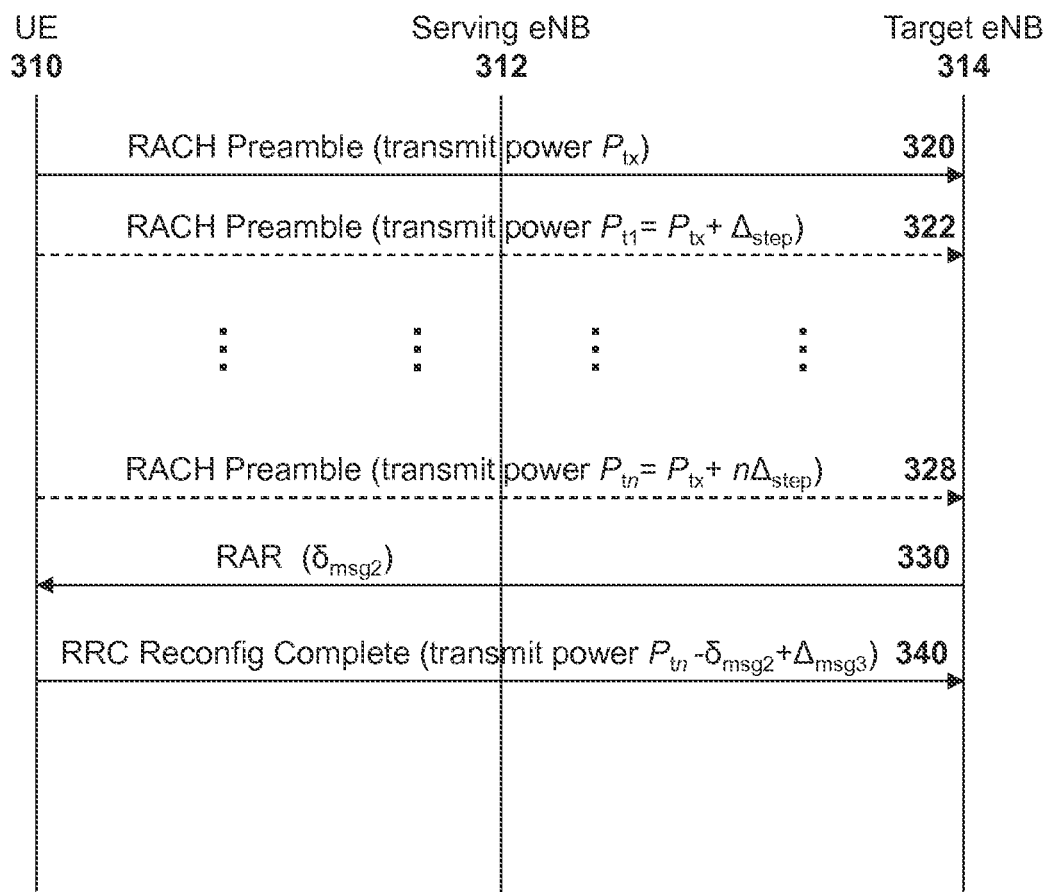 UE Serving eNB Target eNB
310 312 314
RACH Preamble (transmit power Ptx) 320
RACH Preamble (transmit power Pt1= Ptx+ Δstep) 322
RACH Preamble (transmit power Ptn= Ptx+ nΔstep) 328
RAR (δmsg2) 330
RRC Reconfig Complete (transmit power Ptn-δmsg2+Δmsg3) 340